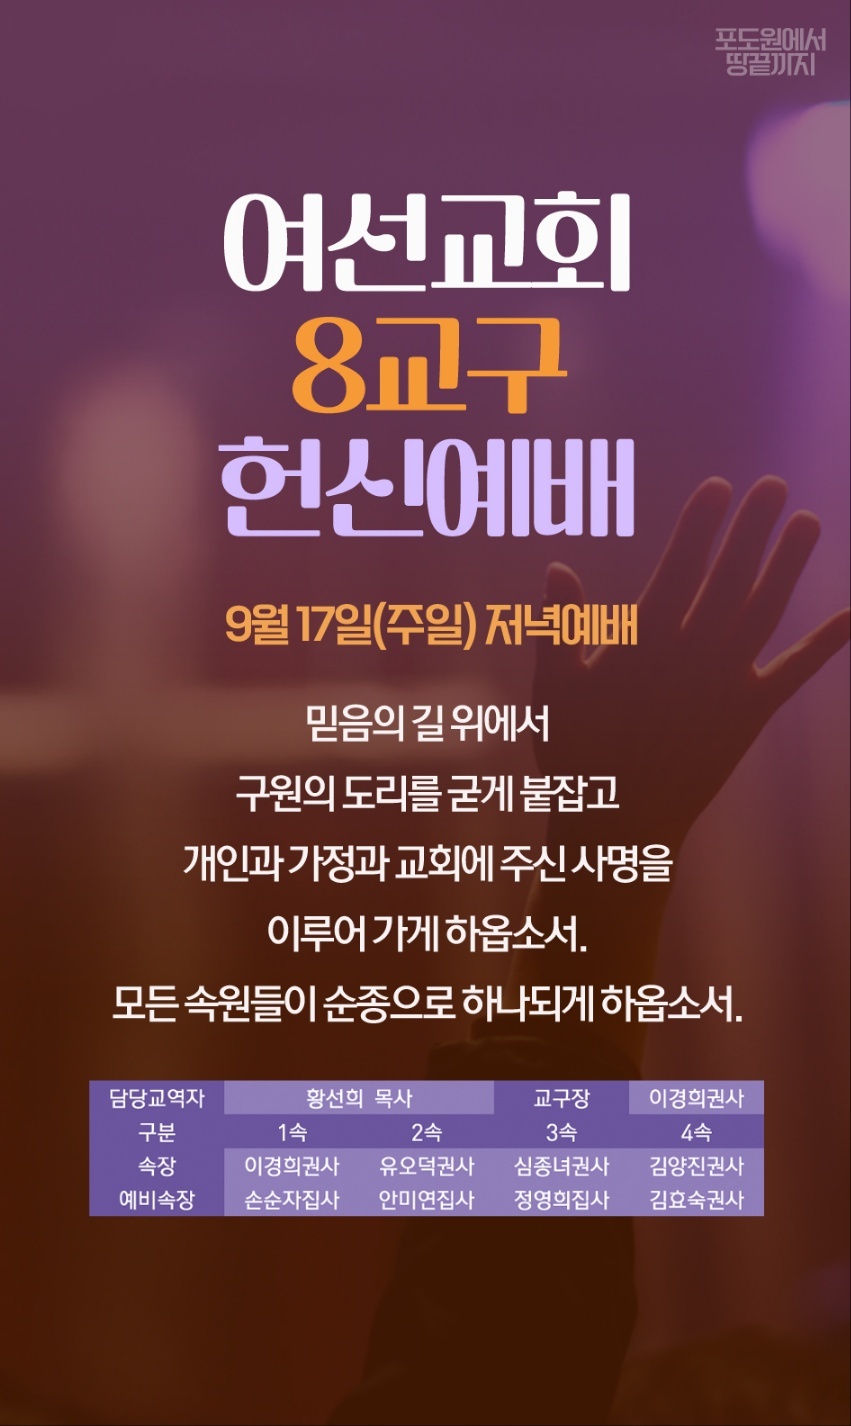 포도원에서
땅끝까지
여선교회
8교구
헌신예배
9월 17일(주일) 저녁예배
믿음의 길 위에서
구원의 도리를 굳게 붙잡고
개인과 가정과 교회에 주신 사명을
이루어 가게 하옵소서.
모든 속원들이 순종으로 하나되게 하옵소서.
담당교역자 황선희 목사 교구장 이경희권사
구분 1속 2속 3속 4속
속장 이경희권사 유오덕권사 심종녀권사 김양진권사
예비속장 손순자집사 안미연집사 정영희집사 김효숙권사